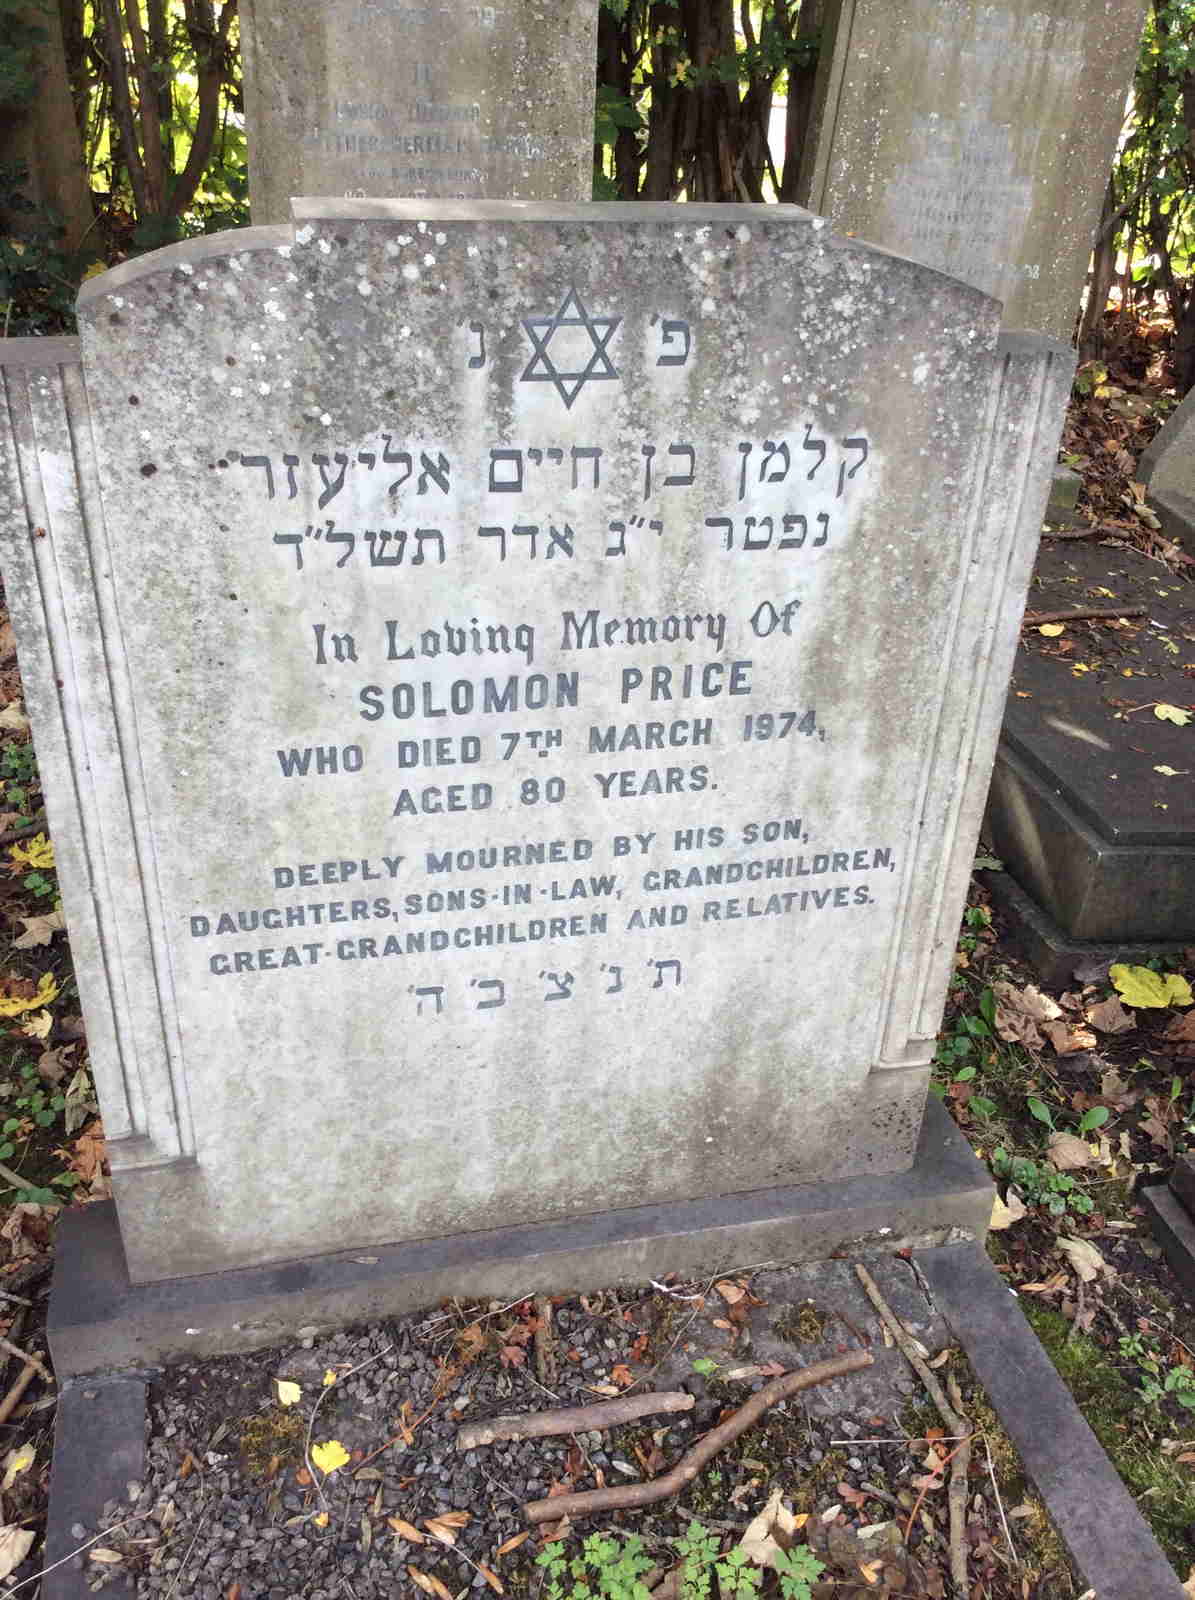 פ׳ נ׳
קלמן בן חיים אליעזר
נפטר י״ג אדר תשל״ד
In Loving Memory Of
SOLOMON PRICE
WHO DIED 7TH MARCH 1974,
AGED 80 YEARS.
DEEPLY MOURNED BY HIS SON,
DAUGHTERS, SONS-IN-LAW, GRANDCHILDREN,
GREAT-GRANDCHILDREN AND RELATIVES.
ת׳ נ׳ צ׳ ב׳ ה׳